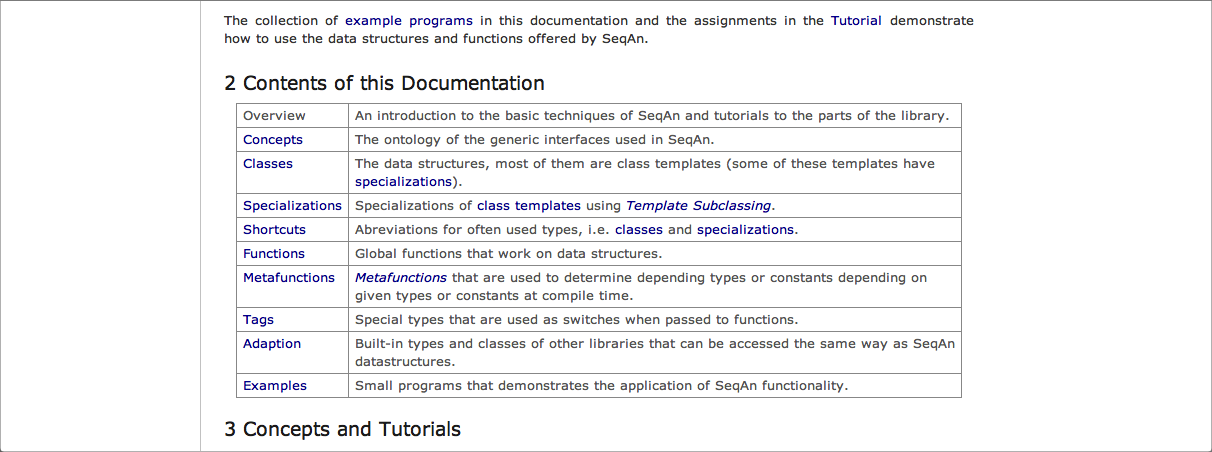 The collection of example programs in this documentation and the assignments in the Tutorial demonstrate
how to use the data structures and functions offered by SeqAn.
2 Contents of this Documentation
Overview An introduction to the basic techniques of SeqAn and tutorials to the parts of the library.
Concepts The ontology of the generic interfaces used in SeqAn.
Classes The data structures, most of them are class templates (some of these templates have
specializations).
Specializations Specializations of class templates using Template Subclassing.
Shortcuts Abreviations for often used types, i.e. classes and specializations.
Functions Global functions that work on data structures.
Metafunctions Metafunctions that are used to determine depending types or constants depending on
given types or constants at compile time.
Tags Special types that are used as switches when passed to functions.
Adaption Built-in types and classes of other libraries that can be accessed the same way as SeqAn
datastructures.
Examples Small programs that demonstrates the application of SeqAn functionality.
3 Concepts and Tutorials